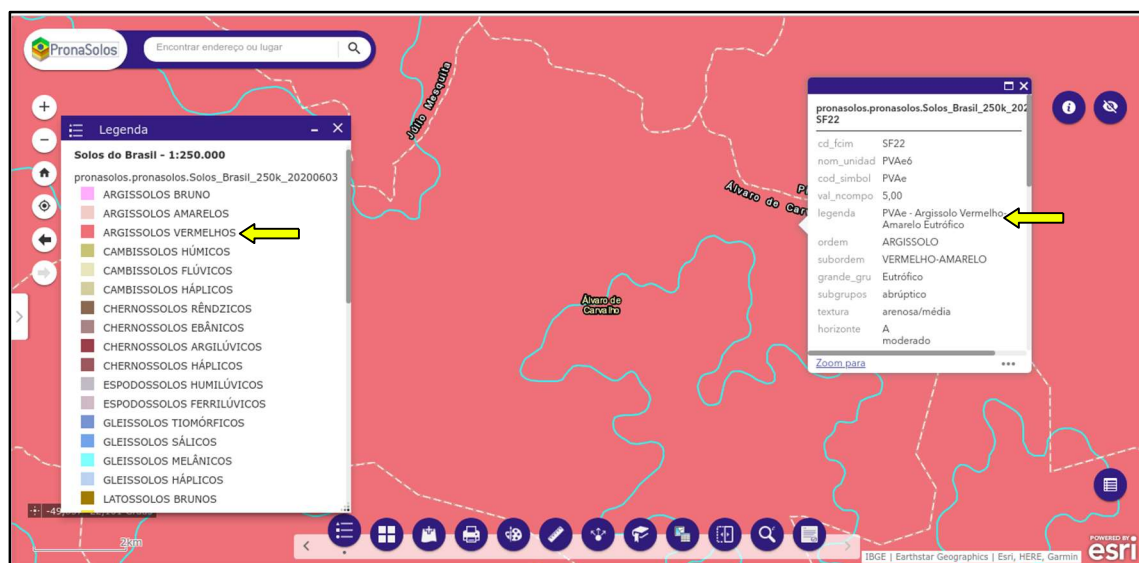 PronaSolos
Encontrar endereço ou lugar
Legenda
Solos do Brasil - 1:250.000
pronasolos.pronasolos.Solos_Brasil_250k_20200603
ARGISSOLOS BRUNO
ARGISSOLOS AMARELOS
ARGISSOLOS VERMELHOS
CAMBISSOLOS HÚMICOS
CAMBISSOLOS FLÚVICOS
CAMBISSOLOS HÁPLICOS
CHERNOSSOLOS RÊNDZICOS
CHERNOSSOLOS EBÂNICOS
CHERNOSSOLOS ARGILÚVICOS
CHERNOSSOLOS HÁPLICOS
ESPODOSSOLOS HUMILÚVICOS
ESPODOSSOLOS FERRILÚVICOS
GLEISSOLOS TIOMÓRFICOS
GLEISSOLOS SÁLICOS
GLEISSOLOS MELÂNICOS
GLEISSOLOS HÁPLICOS
LATOSSOLOS BRUNOS
2km
Júlio Mesquita
Álvaro de
Álvaro de
Carvalho
pronasolos.pronasolos.Solos_Brasil_250k_202
SF22
cd_fcim SF22
nom_unidad PVAe6
cod_simbol PVAe
val_ncompo 5,00
legenda PVAe - Argissolo Vermelho-
Amarelo Eutrófico
ordem ARGISSOLO
subordem VERMELHO-AMARELO
grande_gru Eutrófico
subgrupos abrúptico
textura arenosa/média
horizonte A
moderado
Zoom para
IBGE | Earthstar Geographics | Esri, HERE, Garmin
POWERED BY
esri